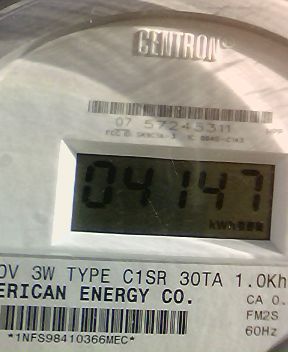 CENTRON®
07 57245311
04147
kWh 888
0V 3W TYPE C1SR 30TA 1.0Kh
ERICAN ENERGY CO.
CA 0.
FM2S
60Hz
*1NFS98410366MEC*